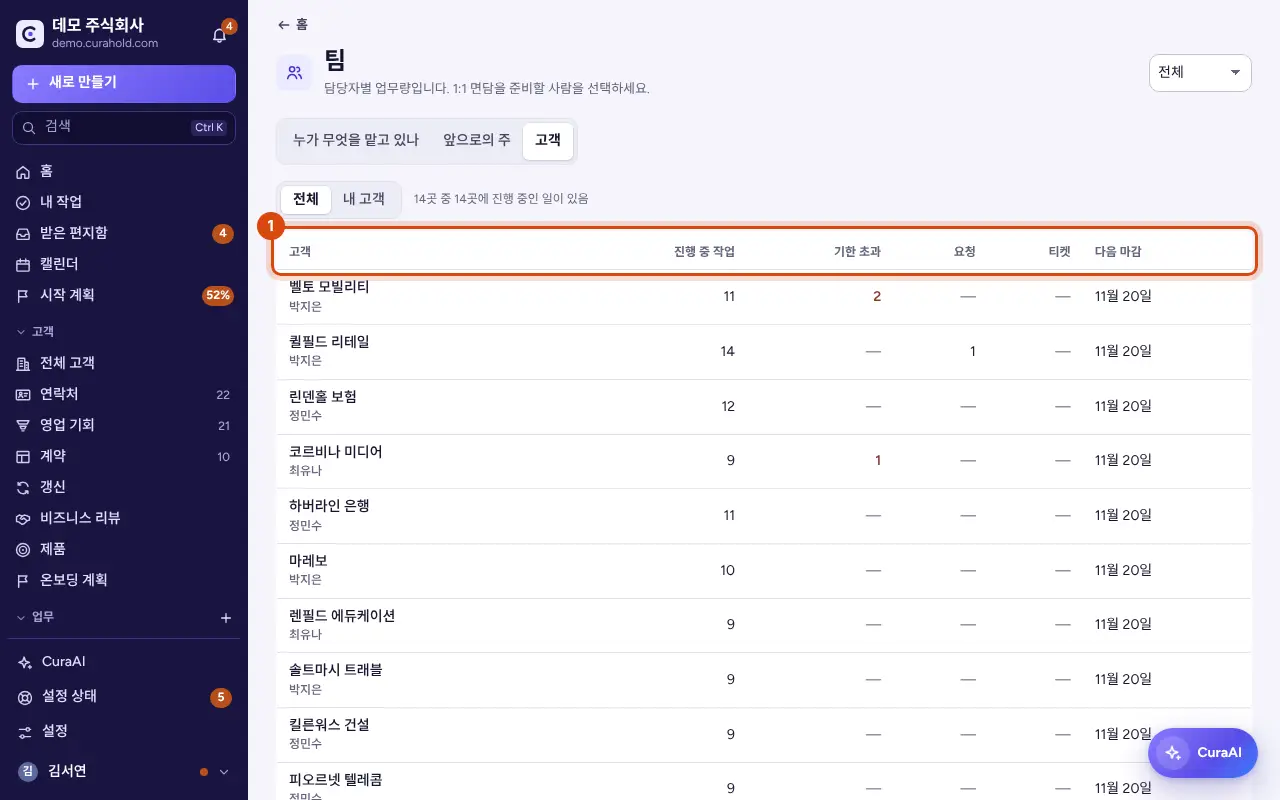 데모 주식회사
demo.curahold.com
4
새로 만들기
검색
Ctrl K
홈
내 작업
받은 편지함
4
캘린더
시작 계획
52%
고객
전체 고객
연락처
22
영업 기회
21
계약
10
갱신
비즈니스 리뷰
제품
온보딩 계획
업무
CuraAI
설정 상태
5
설정
김 김서연
← 홈
팀
담당자별 업무량입니다. 1:1 면담을 준비할 사람을 선택하세요.
전체
누가 무엇을 맡고 있나 앞으로의 주 고객
전체 내 고객 14곳 중 14곳에 진행 중인 일이 있음
1
고객 진행 중 작업 기한 초과 요청 티켓 다음 마감
벨토 모빌리티
박지은
11 2 — — 11월 20일
퀼필드 리테일
박지은
14 — 1 — 11월 20일
린덴홀 보험
정민수
12 — — — 11월 20일
코르비나 미디어
최유나
9 1 — — 11월 20일
하버라인 은행
정민수
11 — — — 11월 20일
마레보
박지은
10 — — — 11월 20일
렌필드 에듀케이션
최유나
9 — — — 11월 20일
솔트마시 트래블
박지은
9 — — — 11월 20일
킬른워스 건설
정민수
9 — — — 11월 20일
피오르넷 텔레콤
정민수
9 — — — 11월 20일
CuraAI